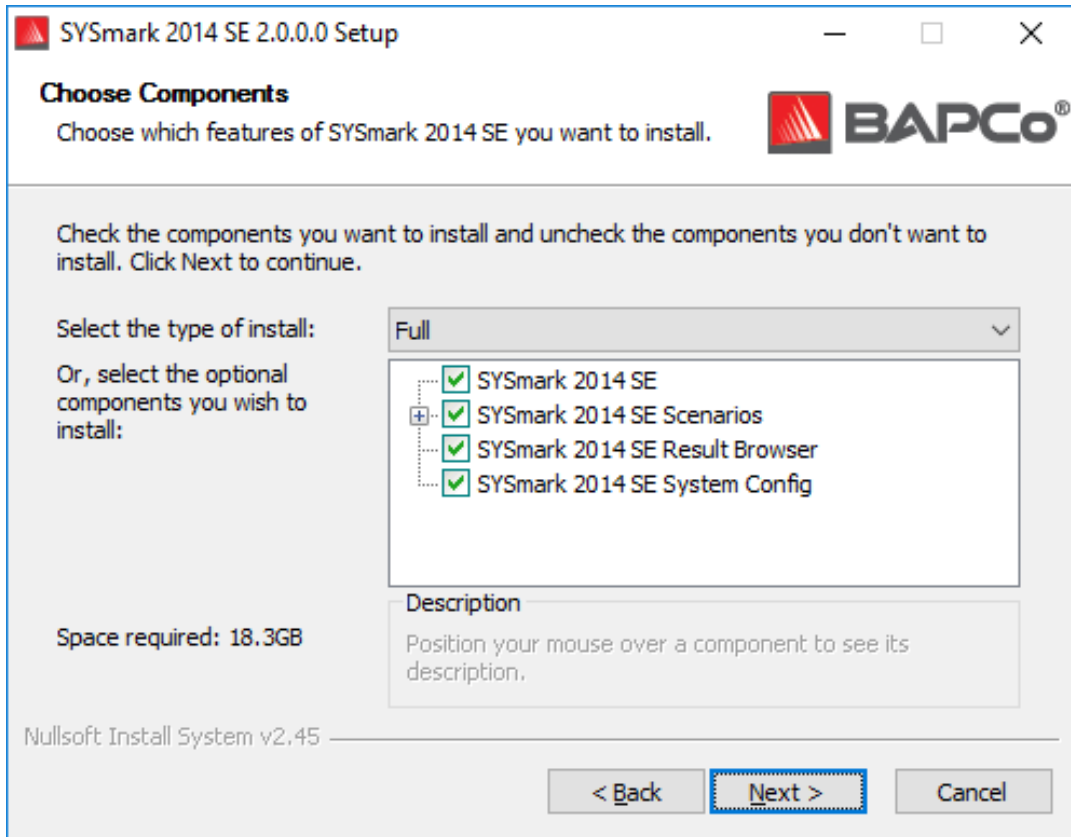 SYSmark 2014 SE 2.0.0.0 Setup
Choose Components
Choose which features of SYSmark 2014 SE you want to install.
BAPCo®
Check the components you want to install and uncheck the components you don't want to
install. Click Next to continue.
Select the type of install:
Full
Or, select the optional
components you wish to
install:
SYSmark 2014 SE
SYSmark 2014 SE Scenarios
SYSmark 2014 SE Result Browser
SYSmark 2014 SE System Config
Space required: 18.3GB
Description
Position your mouse over a component to see its
description.
Nullsoft Install System v2.45
< Back
Next >
Cancel